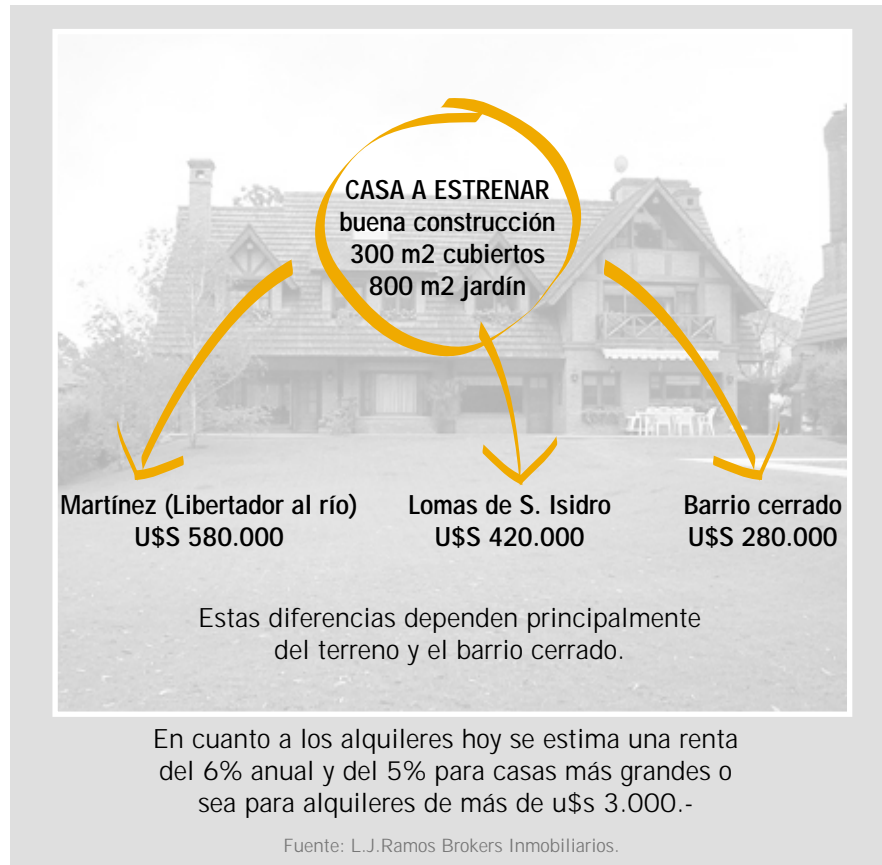 CASA A ESTRENAR
buena construcción
300 m2 cubiertos
800 m2 jardín
Martínez (Libertador al río)
U$S 580.000
Lomas de S. Isidro
U$S 420.000
Barrio cerrado
U$S 280.000
Estas diferencias dependen principalmente
del terreno y el barrio cerrado.
En cuanto a los alquileres hoy se estima una renta
del 6% anual y del 5% para casas más grandes o
sea para alquileres de más de u$s 3.000.-
Fuente: L.J.Ramos Brokers Inmobiliarios.